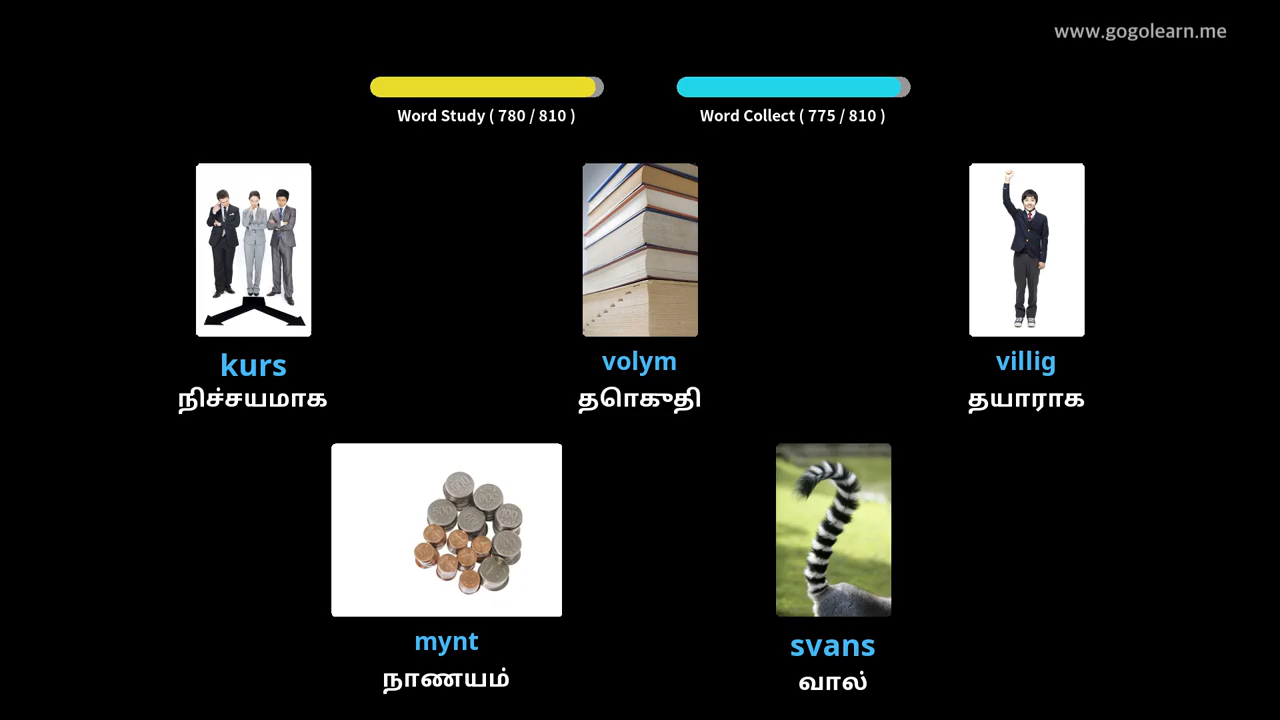 www.gogolearn.me
Word Study ( 780 / 810 )
Word Collect ( 775 / 810 )
kurs
நிச்சயமாக
volym
தொகுதி
villig
தயாராக
mynt
நாணயம்
svans
வால்